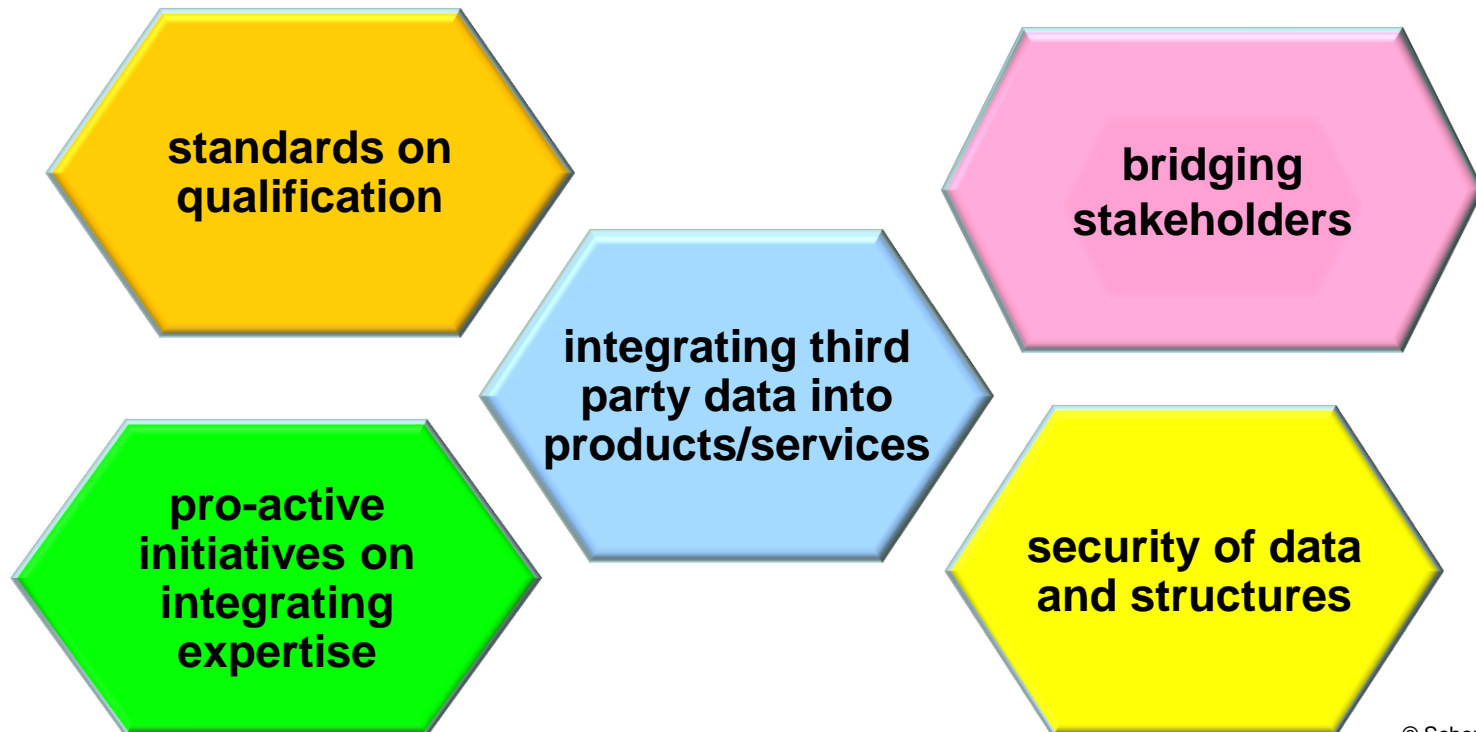 standards on
qualification
bridging
stakeholders
integrating third
party data into
products/services
pro-active
initiatives on
integrating
expertise
security of data
and structures
©